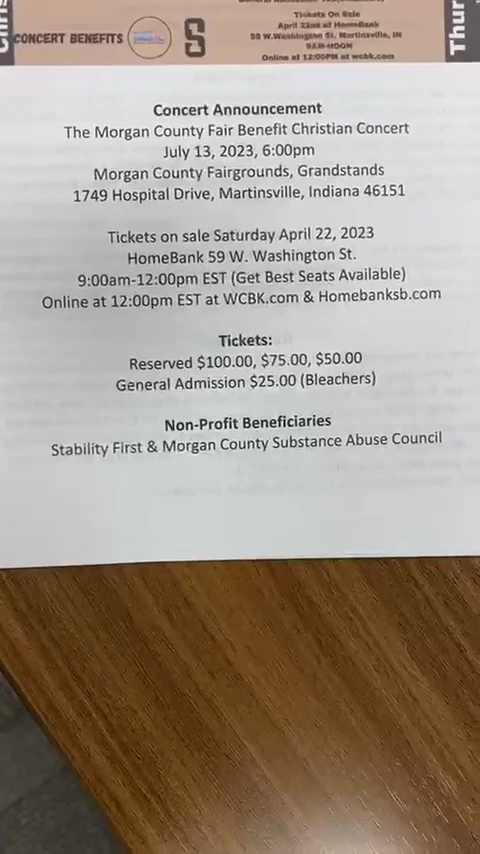 Tickets On Sale
April 22nd at HomeBank
59 W.Washington St. Martinsville, IN
9AM-NOON
Online at 12:00PM at wcbk.com
CONCERT BENEFITS
S
Thur
Concert Announcement
The Morgan County Fair Benefit Christian Concert
July 13, 2023, 6:00pm
Morgan County Fairgrounds, Grandstands
1749 Hospital Drive, Martinsville, Indiana 46151
Tickets on sale Saturday April 22, 2023
HomeBank 59 W. Washington St.
9:00am-12:00pm EST (Get Best Seats Available)
Online at 12:00pm EST at WCBK.com & Homebanksb.com
Tickets:
Reserved $100.00, $75.00, $50.00
General Admission $25.00 (Bleachers)
Non-Profit Beneficiaries
Stability First & Morgan County Substance Abuse Council